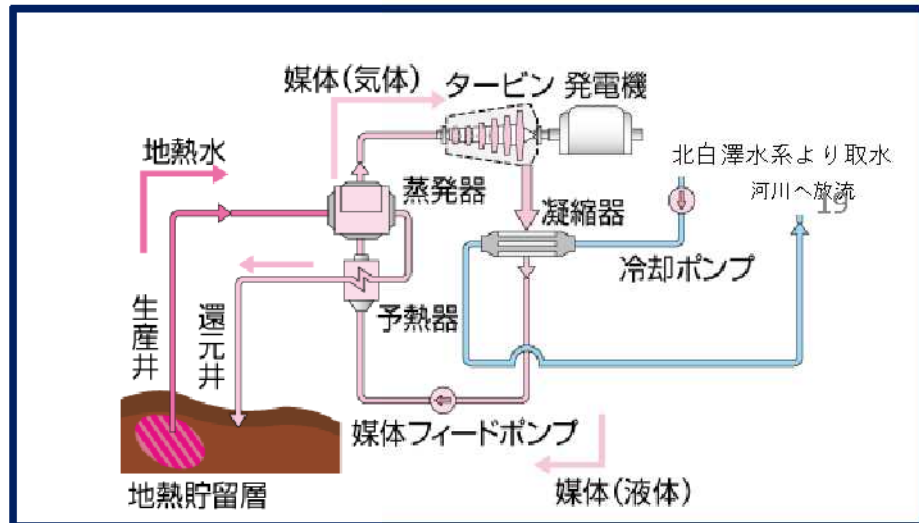 媒体(気体)
タービン 発電機
地熱水
北白澤水系より取水
河川へ放流
19
蒸発器
凝縮器
冷却ポンプ
生産井
還元井
予熱器
媒体フィードポンプ
地熱貯留層
媒体(液体)